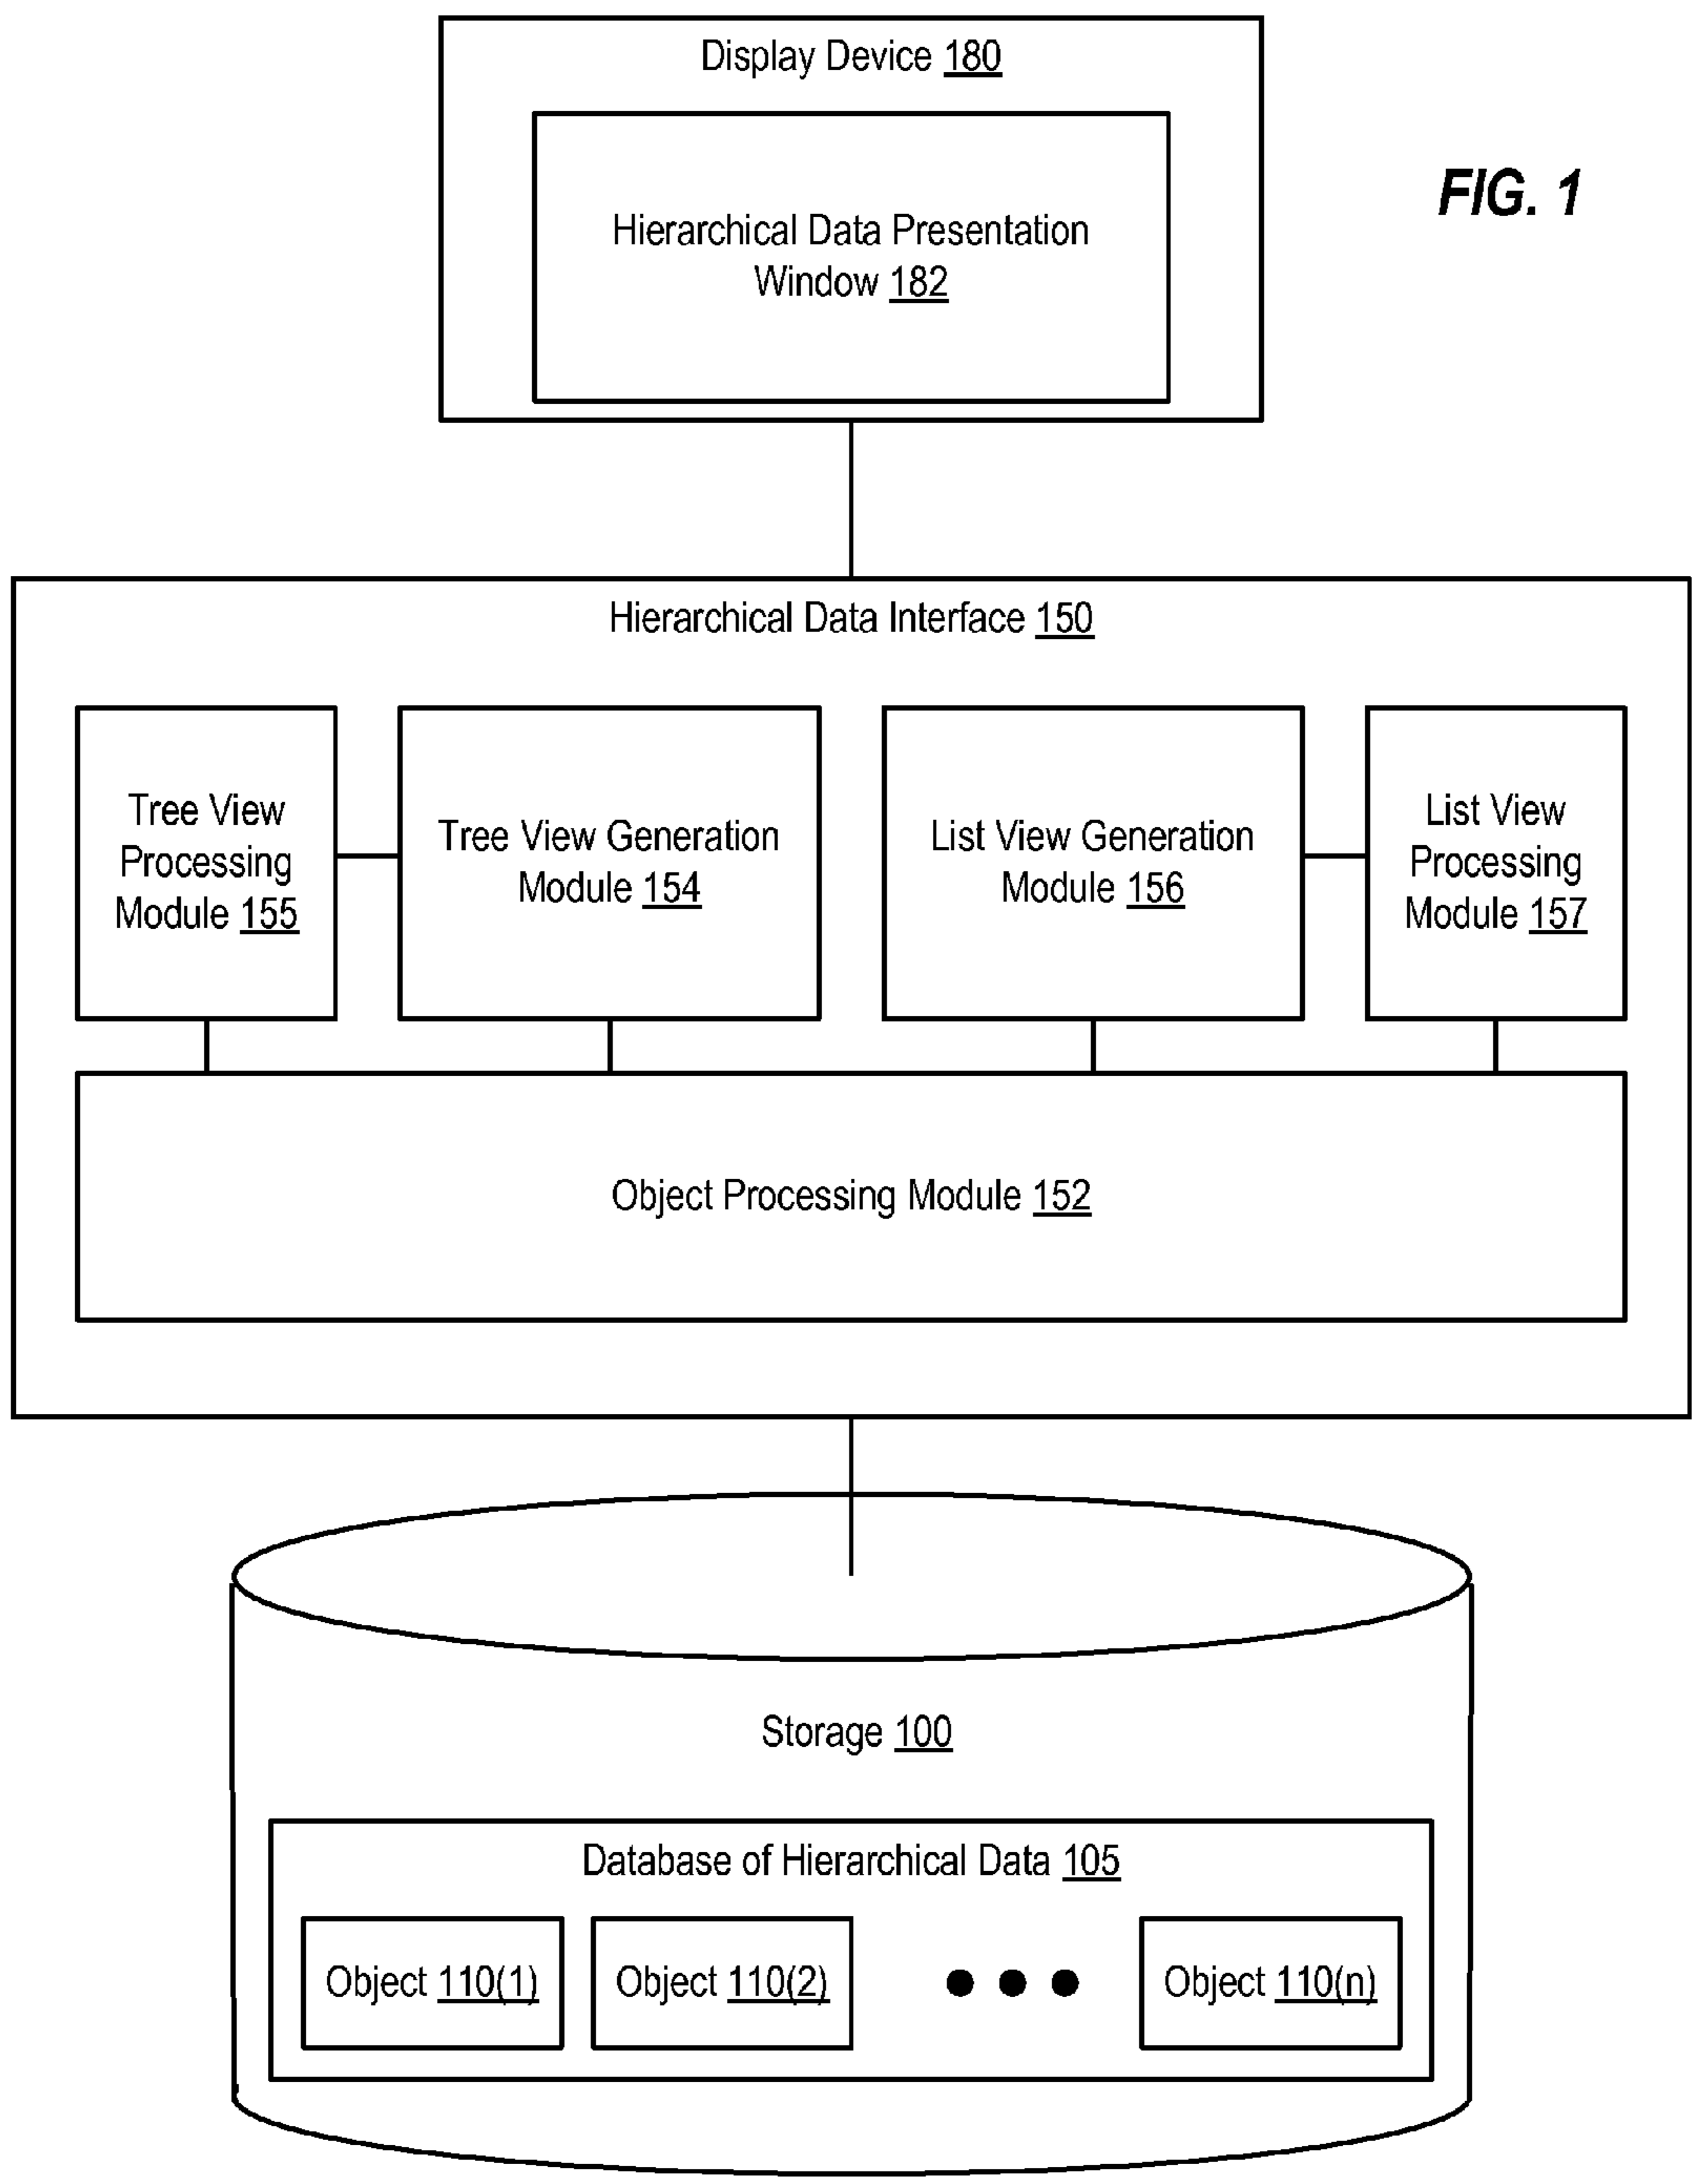 Display Device 180
FIG. 1
Hierarchical Data Presentation
Window 182
Hierarchical Data Interface 150
Tree View
Processing
Module 155
Tree View Generation
Module 154
List View Generation
Module 156
List View
Processing
Module 157
Object Processing Module 152
Storage 100
Database of Hierarchical Data 105
Object 110(1)
Object 110(2)
Object 110(n)